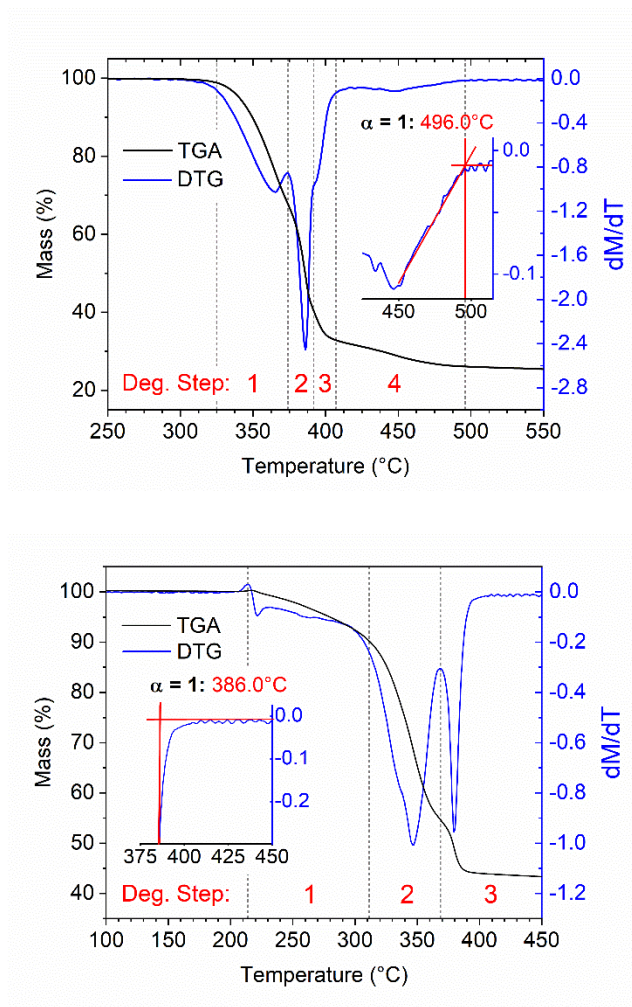 100
80
60
40
20
Mass (%)
TGA
DTG
α = 1: 496.0°C
0.0
-0.1
450
500
Deg. Step: 1 2 3 4
0.0
-0.4
-0.8
-1.2
-1.6
-2.0
-2.4
-2.8
dM/dT
250 300 350 400 450 500 550
Temperature (°C)
100
90
80
70
60
50
40
Mass (%)
TGA
DTG
α = 1: 386.0°C
0.0
-0.1
-0.2
375 400 425 450
Deg. Step: 1 2 3
0.0
-0.2
-0.4
-0.6
-0.8
-1.0
-1.2
dM/dT
100 150 200 250 300 350 400 450
Temperature (°C)